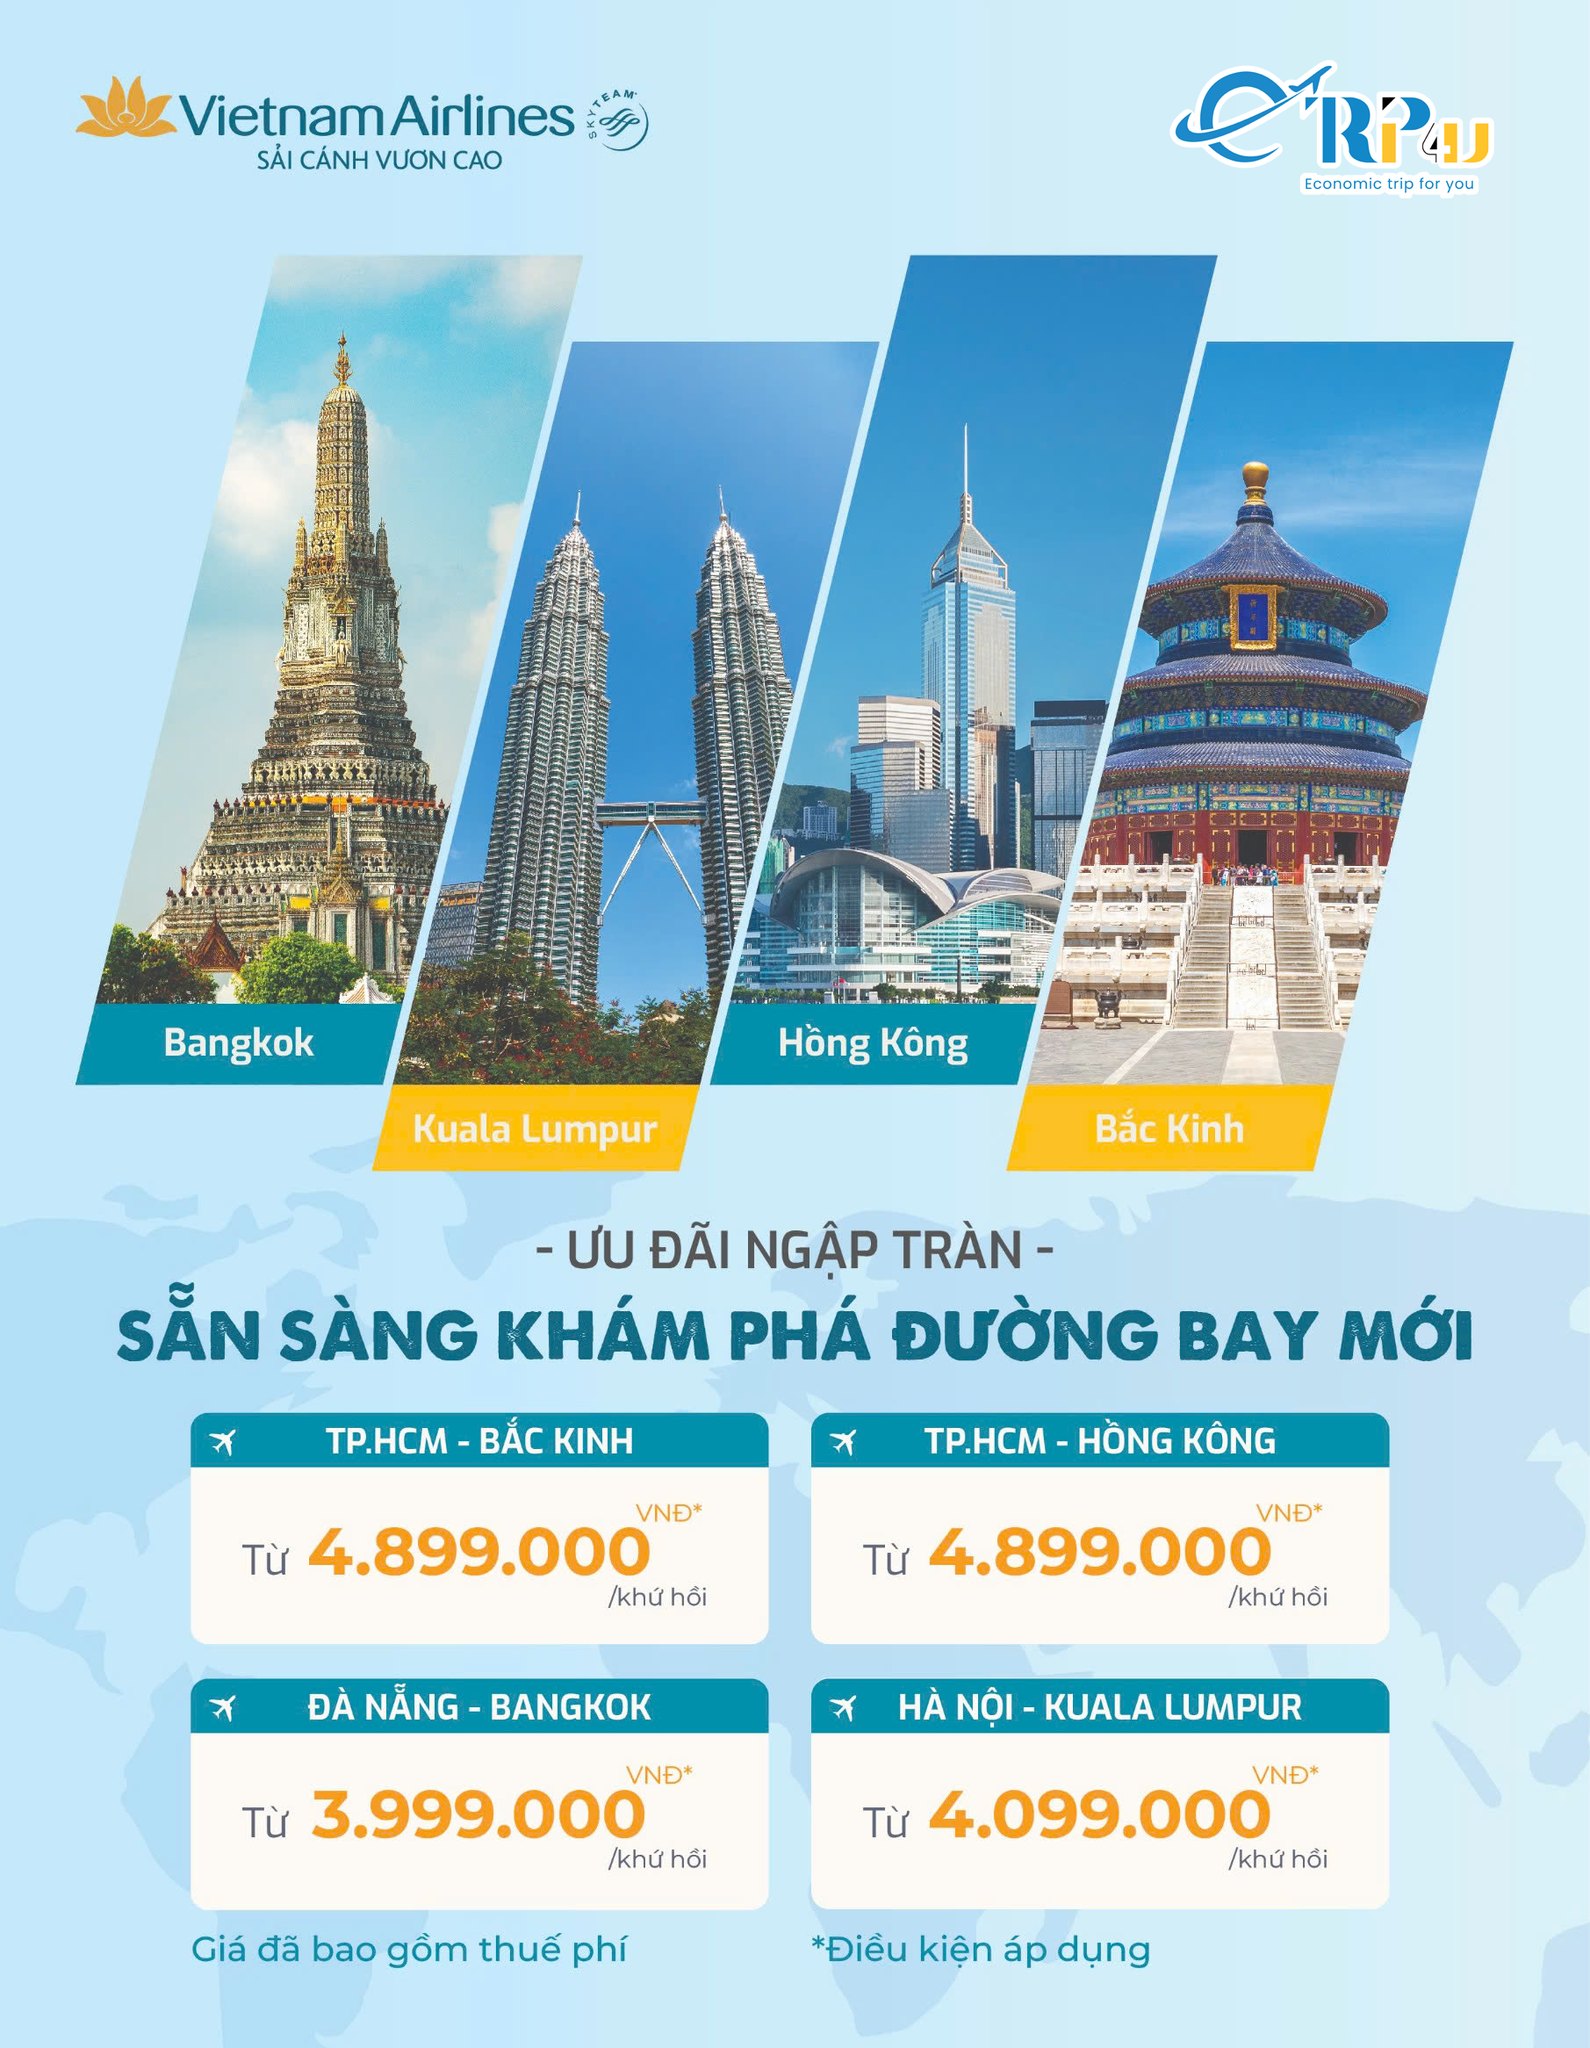 Vietnam Airlines
SKYTEAM
SẢI CÁNH VƯƠN CAO
TRIP4U
Economic trip for you
Bangkok
Kuala Lumpur
Hồng Kông
Bắc Kinh
- ƯU ĐÃI NGẬP TRÀN -
SẴN SÀNG KHÁM PHÁ ĐƯỜNG BAY MỚI
TP.HCM - BẮC KINH
Từ 4.899.000 VNĐ*
/khứ hồi
TP.HCM - HỒNG KÔNG
Từ 4.899.000 VNĐ*
/khứ hồi
ĐÀ NẴNG - BANGKOK
Từ 3.999.000 VNĐ*
/khứ hồi
HÀ NỘI - KUALA LUMPUR
Từ 4.099.000 VNĐ*
/khứ hồi
Giá đã bao gồm thuế phí
*Điều kiện áp dụng